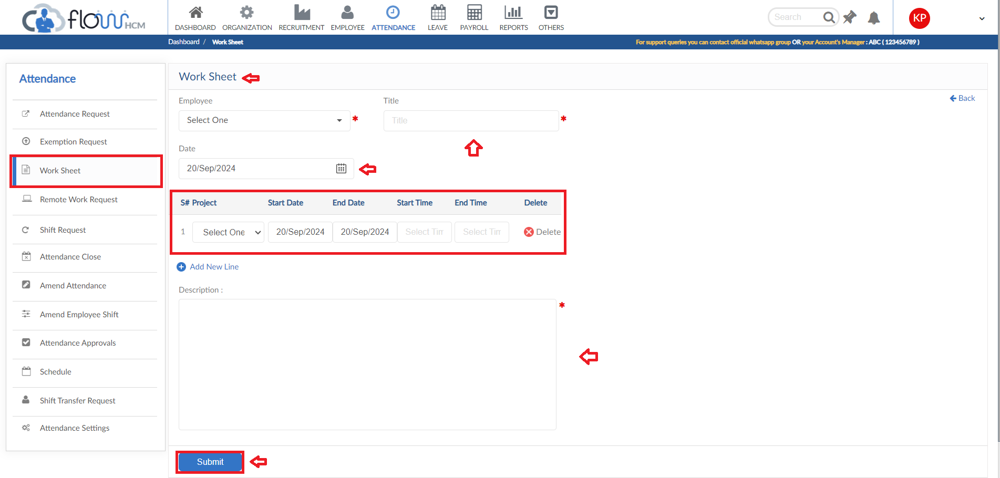 flowHCM
DASHBOARD ORGANIZATION RECRUITMENT EMPLOYEE ATTENDANCE LEAVE PAYROLL REPORTS OTHERS
Search
KP
Dashboard / Work Sheet
For support queries you can contact official whatsapp group OR your Account's Manager : ABC ( 123456789 )
Attendance
Attendance Request
Exemption Request
Work Sheet
Remote Work Request
Shift Request
Attendance Close
Amend Attendance
Amend Employee Shift
Attendance Approvals
Schedule
Shift Transfer Request
Attendance Settings
Work Sheet
Back
Employee Title
Select One * Title *
Date
20/Sep/2024
S# Project Start Date End Date Start Time End Time Delete
1 Select One 20/Sep/2024 20/Sep/2024 Select Tim Select Tim Delete
Add New Line
Description :
*
Submit